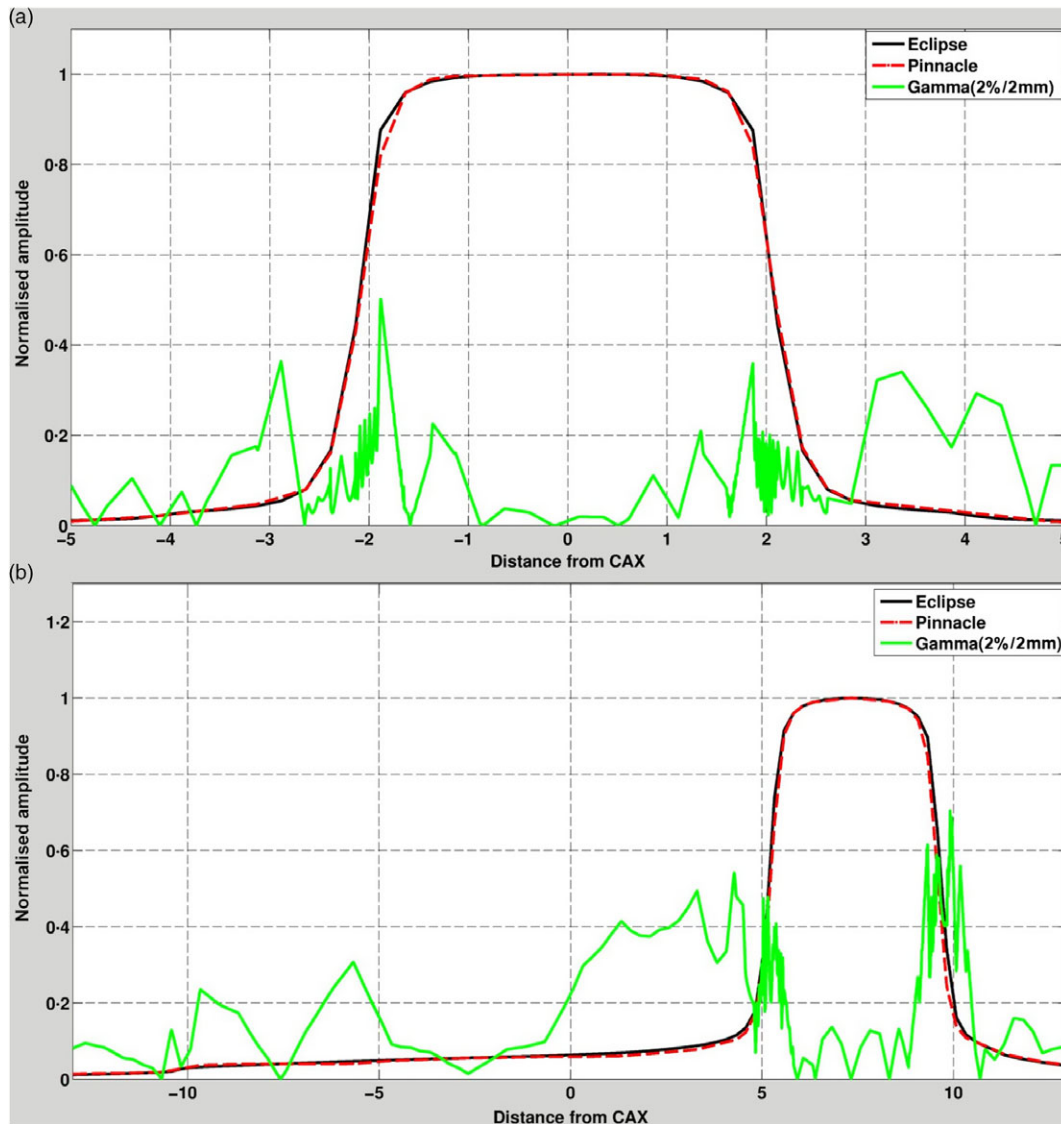 (a)
Eclipse
Pinnacle
Gamma(2%/2mm)
1
0·8
0·6
0·4
0·2
0
Normalised amplitude
-5 -4 -3 -2 -1 0 1 2 3 4 5
Distance from CAX
(b)
Eclipse
Pinnacle
Gamma(2%/2mm)
1·2
1
0·8
0·6
0·4
0·2
0
Normalised amplitude
-10 -5 0 5 10
Distance from CAX